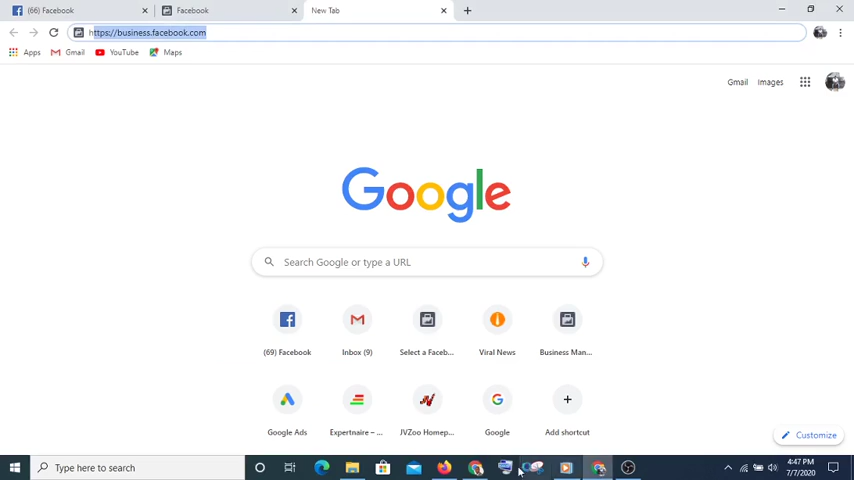 (66) Facebook
Facebook
New Tab
https://business.facebook.com
Apps
Gmail
YouTube
Maps
Gmail
Images
Google
Search Google or type a URL
(69) Facebook
Inbox (9)
Select a Faceb...
Viral News
Business Man...
Google Ads
Expertnaire – ...
JVZoo Homep...
Google
Add shortcut
Customize
Type here to search
4:47 PM
7/7/2020